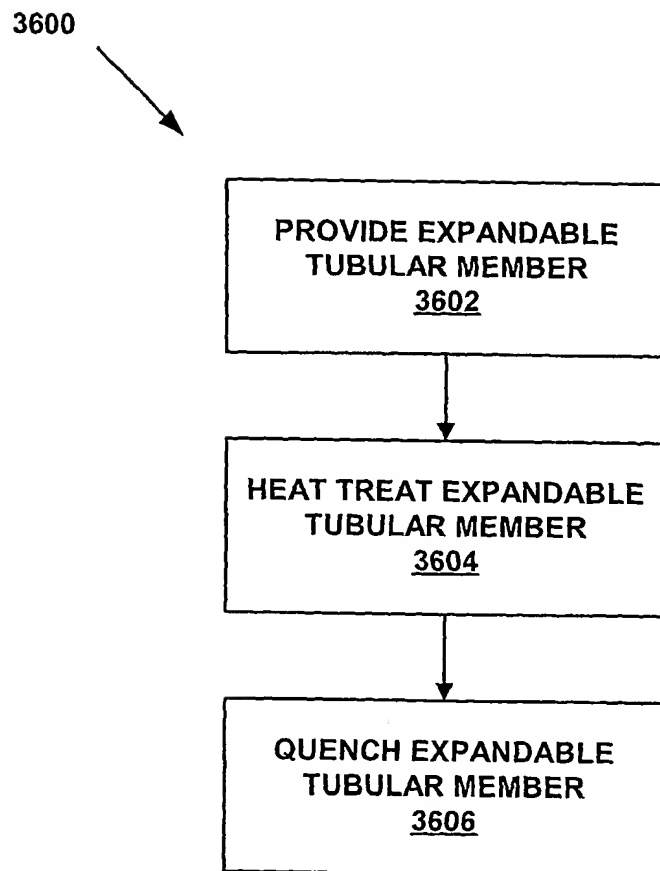 3600
PROVIDE EXPANDABLE
TUBULAR MEMBER
3602
HEAT TREAT EXPANDABLE
TUBULAR MEMBER
3604
QUENCH EXPANDABLE
TUBULAR MEMBER
3606